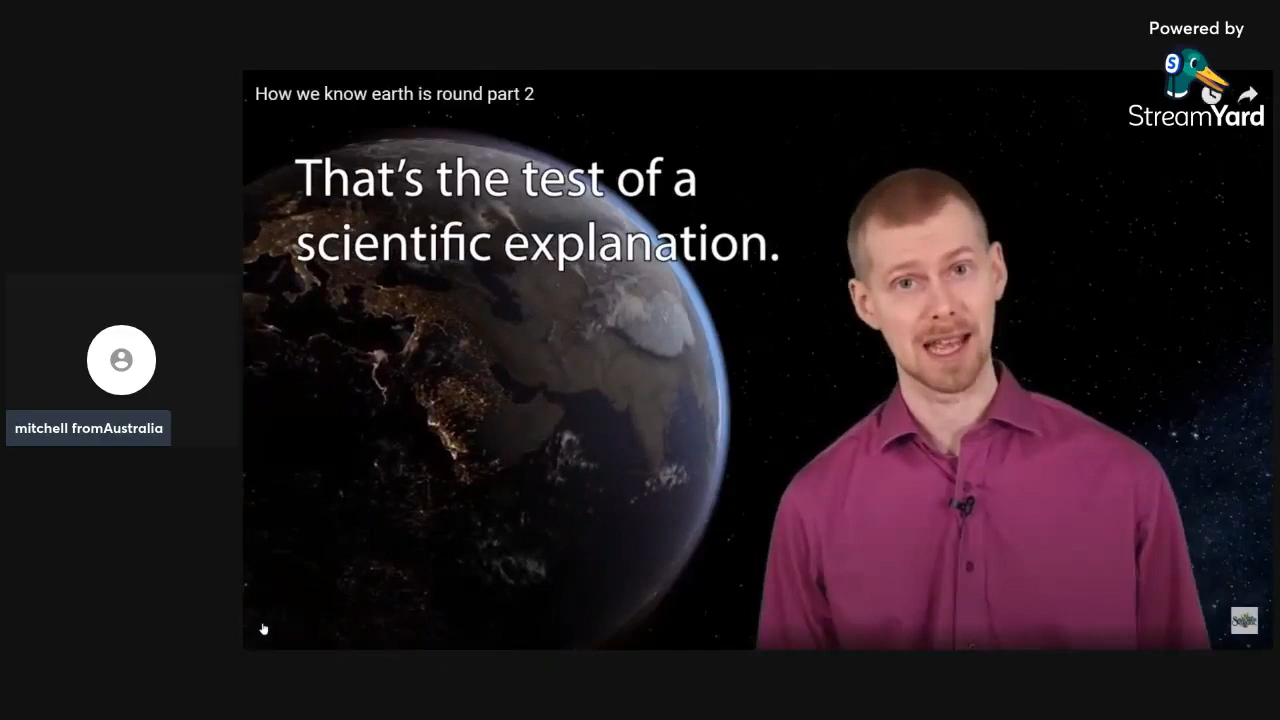 Powered by
How we know earth is round part 2
StreamYard
That's the test of a
scientific explanation.
mitchell fromAustralia